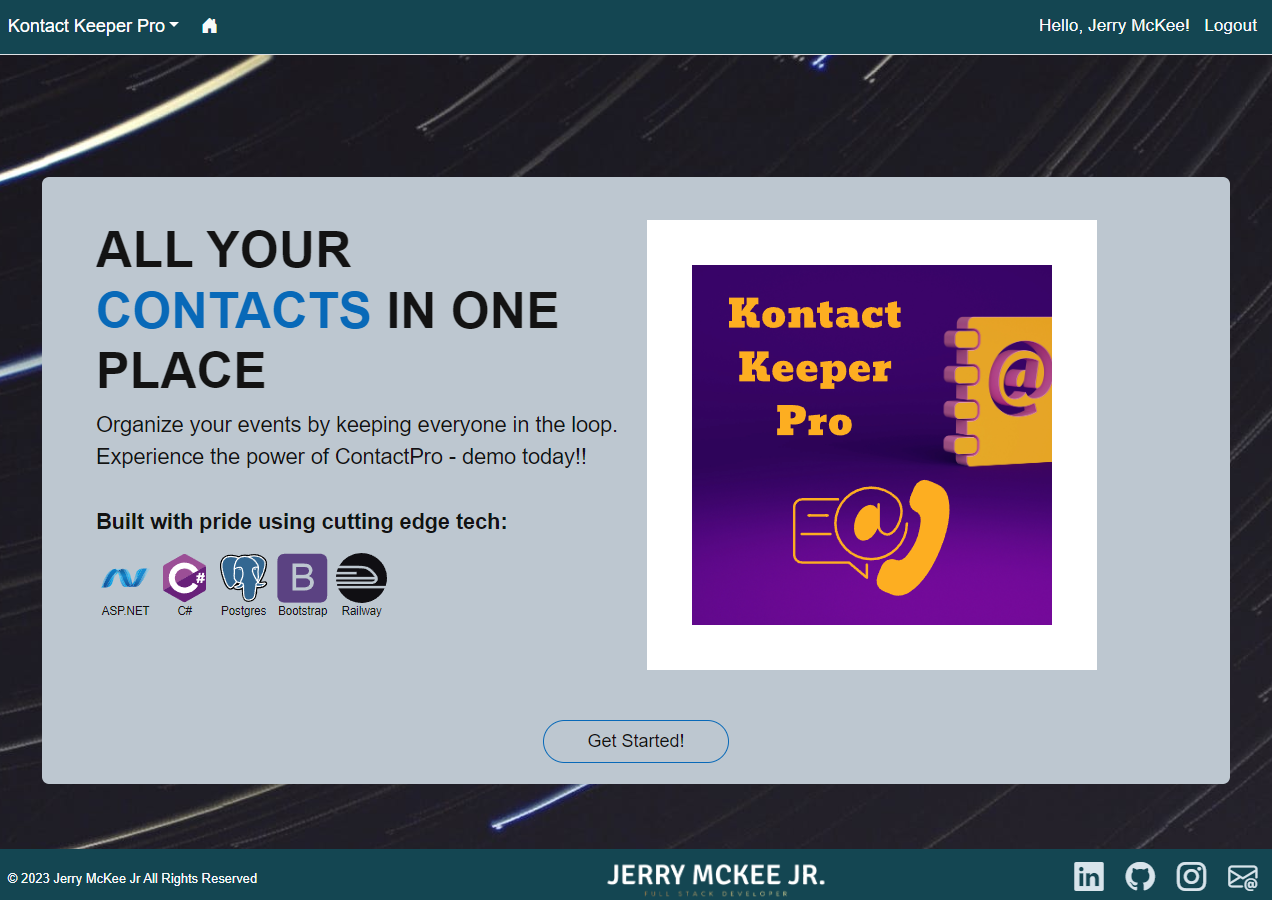 Kontact Keeper Pro
Hello, Jerry McKee! Logout
ALL YOUR
CONTACTS IN ONE
PLACE
Organize your events by keeping everyone in the loop.
Experience the power of ContactPro - demo today!!
Built with pride using cutting edge tech:
C#
B
ASP.NET C# Postgres Bootstrap Railway
Kontact
Keeper
Pro
@
@
Get Started!
© 2023 Jerry McKee Jr All Rights Reserved
JERRY MCKEE JR.
FULL STACK DEVELOPER
in
@